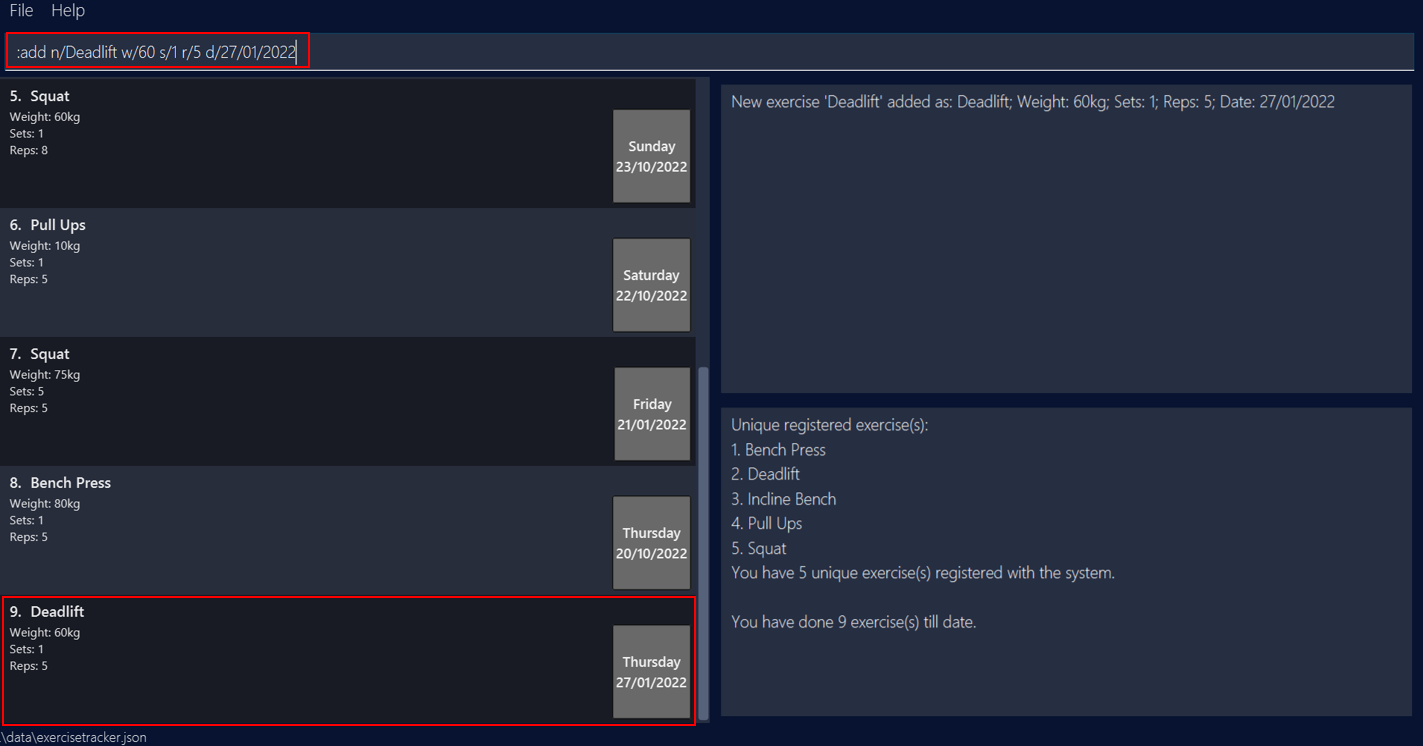 File Help
:add n/Deadlift w/60 s/1 r/5 d/27/01/2022
5. Squat
Weight: 60kg
Sets: 1
Reps: 8
Sunday
23/10/2022
6. Pull Ups
Weight: 10kg
Sets: 1
Reps: 5
Saturday
22/10/2022
7. Squat
Weight: 75kg
Sets: 5
Reps: 5
Friday
21/01/2022
8. Bench Press
Weight: 80kg
Sets: 1
Reps: 5
Thursday
20/10/2022
9. Deadlift
Weight: 60kg
Sets: 1
Reps: 5
Thursday
27/01/2022
New exercise 'Deadlift' added as: Deadlift; Weight: 60kg; Sets: 1; Reps: 5; Date: 27/01/2022
Unique registered exercise(s):
1. Bench Press
2. Deadlift
3. Incline Bench
4. Pull Ups
5. Squat
You have 5 unique exercise(s) registered with the system.
You have done 9 exercise(s) till date.
.\data\exercisetracker.json